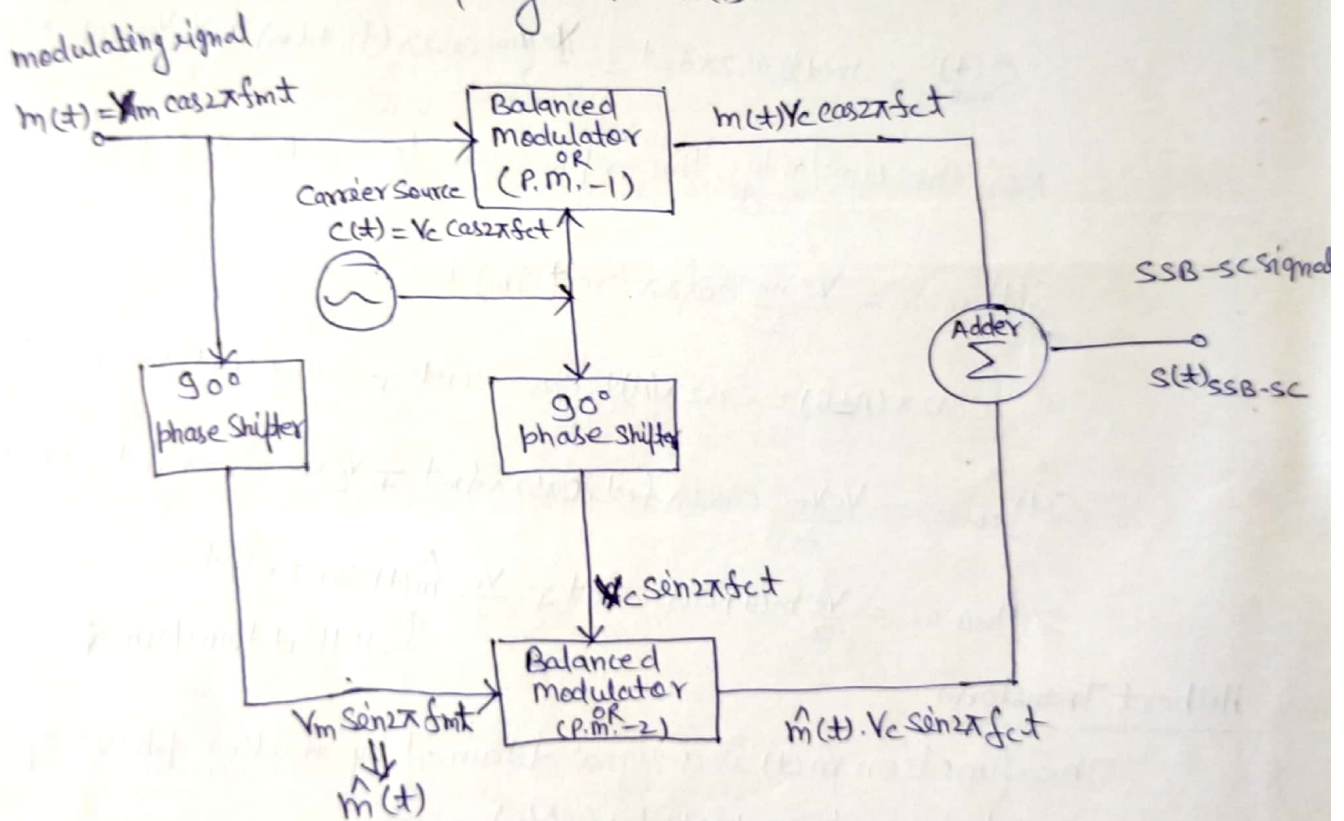 modulating signal
m(t) = Vm cos2πfmt
Balanced
modulator
OR
(P.m.-1)
m(t)Vc cos2πfct
Carrier Source
c(t) = Vc cos2πfct
SSB-SC signal
Adder
Σ
S(t)SSB-SC
90°
phase Shifter
90°
phase Shifter
Vc sin2πfct
Balanced
modulator
OR
(P.m.-2)
Vm sin2πfmt
m̂(t)
m̂(t).Vc sin2πfct